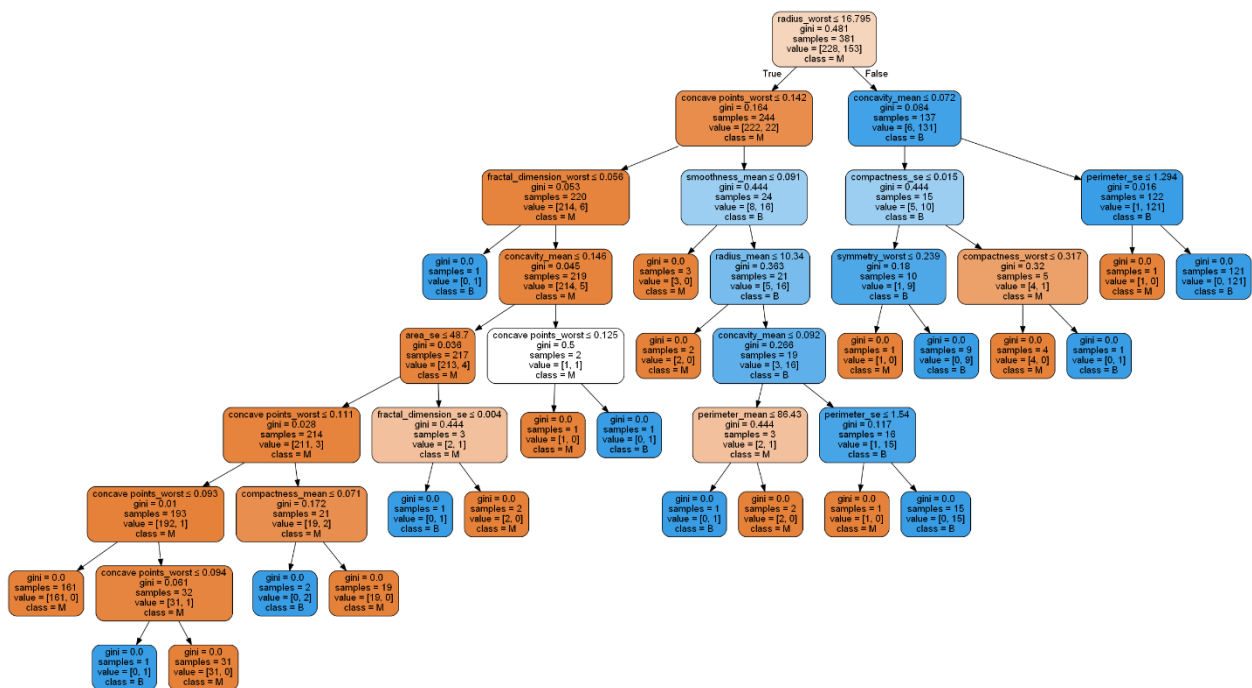 radius_worst ≤ 16.795
gini = 0.481
samples = 381
value = [228, 153]
class = M
True
False
concave points_worst ≤ 0.142
gini = 0.164
samples = 244
value = [222, 22]
class = M
concavity_mean ≤ 0.072
gini = 0.084
samples = 137
value = [6, 131]
class = B
fractal_dimension_worst ≤ 0.056
gini = 0.053
samples = 220
value = [214, 6]
class = M
smoothness_mean ≤ 0.091
gini = 0.444
samples = 24
value = [8, 16]
class = B
compactness_se ≤ 0.015
gini = 0.444
samples = 15
value = [5, 10]
class = B
perimeter_se ≤ 1.294
gini = 0.016
samples = 122
value = [1, 121]
class = B
gini = 0.0
samples = 1
value = [0, 1]
class = B
concavity_mean ≤ 0.146
gini = 0.045
samples = 219
value = [214, 5]
class = M
gini = 0.0
samples = 3
value = [3, 0]
class = M
radius_mean ≤ 10.34
gini = 0.363
samples = 21
value = [5, 16]
class = B
symmetry_worst ≤ 0.239
gini = 0.18
samples = 10
value = [1, 9]
class = B
compactness_worst ≤ 0.317
gini = 0.32
samples = 5
value = [4, 1]
class = M
gini = 0.0
samples = 1
value = [1, 0]
class = M
gini = 0.0
samples = 121
value = [0, 121]
class = B
area_se ≤ 48.7
gini = 0.036
samples = 217
value = [213, 4]
class = M
concave points_worst ≤ 0.125
gini = 0.5
samples = 2
value = [1, 1]
class = M
gini = 0.0
samples = 2
value = [2, 0]
class = M
concavity_mean ≤ 0.092
gini = 0.266
samples = 19
value = [3, 16]
class = B
gini = 0.0
samples = 1
value = [1, 0]
class = M
gini = 0.0
samples = 9
value = [0, 9]
class = B
gini = 0.0
samples = 4
value = [4, 0]
class = M
gini = 0.0
samples = 1
value = [0, 1]
class = B
concave points_worst ≤ 0.111
gini = 0.028
samples = 214
value = [211, 3]
class = M
fractal_dimension_se ≤ 0.004
gini = 0.444
samples = 3
value = [2, 1]
class = M
gini = 0.0
samples = 1
value = [1, 0]
class = M
gini = 0.0
samples = 1
value = [0, 1]
class = B
perimeter_mean ≤ 86.43
gini = 0.444
samples = 3
value = [2, 1]
class = M
perimeter_se ≤ 1.54
gini = 0.117
samples = 16
value = [1, 15]
class = B
concave points_worst ≤ 0.093
gini = 0.01
samples = 193
value = [192, 1]
class = M
compactness_mean ≤ 0.071
gini = 0.172
samples = 21
value = [19, 2]
class = M
gini = 0.0
samples = 1
value = [0, 1]
class = B
gini = 0.0
samples = 2
value = [2, 0]
class = M
gini = 0.0
samples = 1
value = [0, 1]
class = B
gini = 0.0
samples = 2
value = [2, 0]
class = M
gini = 0.0
samples = 1
value = [1, 0]
class = M
gini = 0.0
samples = 15
value = [0, 15]
class = B
gini = 0.0
samples = 161
value = [161, 0]
class = M
concave points_worst ≤ 0.094
gini = 0.061
samples = 32
value = [31, 1]
class = M
gini = 0.0
samples = 2
value = [0, 2]
class = B
gini = 0.0
samples = 19
value = [19, 0]
class = M
gini = 0.0
samples = 1
value = [0, 1]
class = B
gini = 0.0
samples = 31
value = [31, 0]
class = M